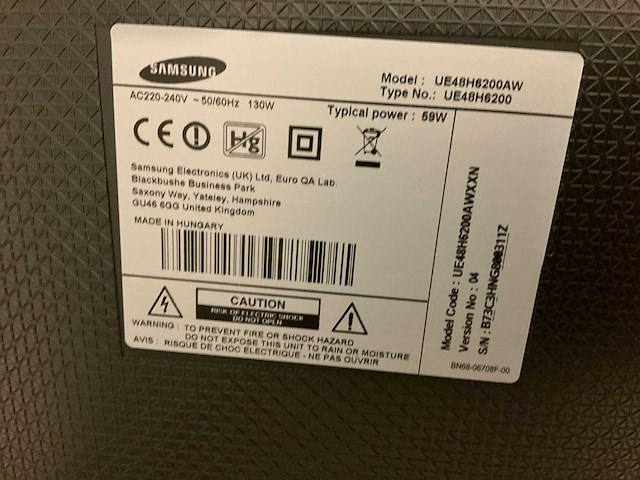 SAMSUNG
Model : UE48H6200AW
Type No.: UE48H6200
AC220-240V ~ 50/60Hz 130W
Typical power : 59W
CE
Hg
Samsung Electronics (UK) Ltd, Euro QA Lab.
Blackbushe Business Park
Saxony Way, Yateley, Hampshire
GU46 6GG United Kingdom
MADE IN HUNGARY
CAUTION
RISK OF ELECTRIC SHOCK
DO NOT OPEN
WARNING : TO PREVENT FIRE OR SHOCK HAZARD
DO NOT EXPOSE THIS UNIT TO RAIN OR MOISTURE
AVIS : RISQUE DE CHOC ELECTRIQUE - NE PAS OUVRIR
Model Code : UE48H6200AWXXN
Version No : 04
S/N :
BN68-06708F-00